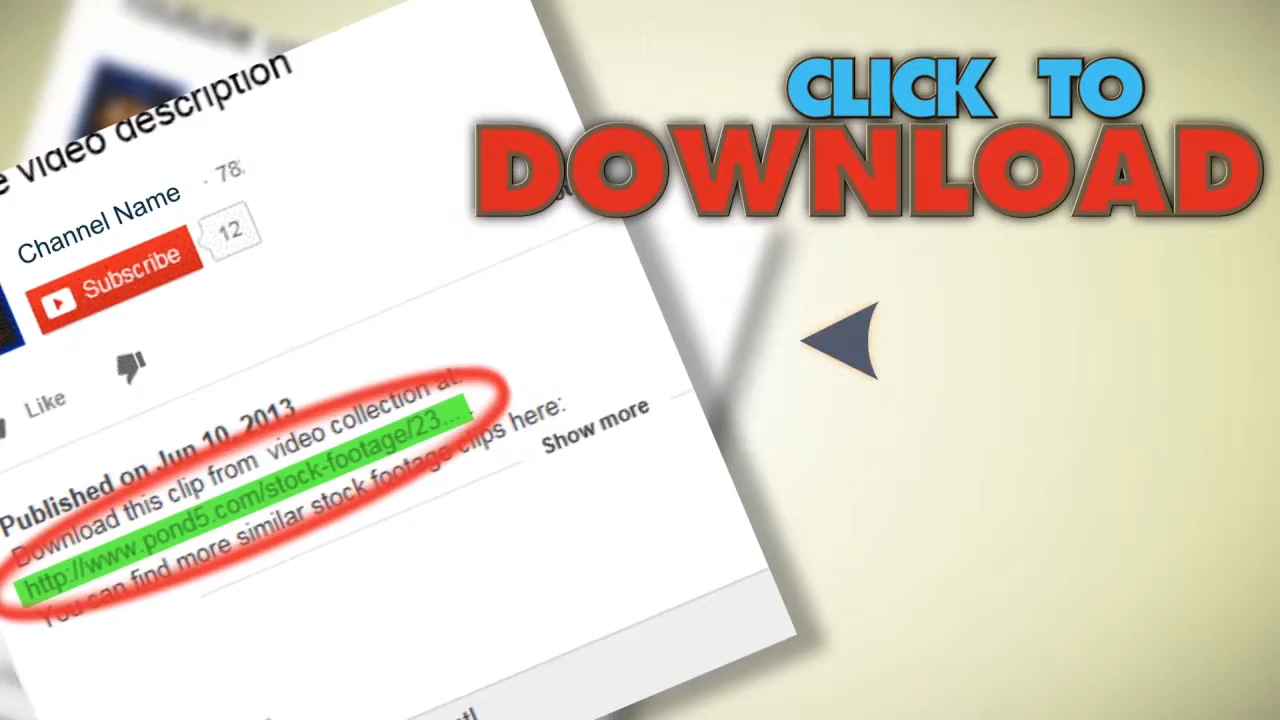 CLICK TO
DOWNLOAD
video description
Channel Name
78
Subscribe
12
Like
Published on Jun 10, 2013
Download this clip from video collection at:
http://www.pond5.com/stock-footage/23...
You can find more similar stock footage clips here:
Show more